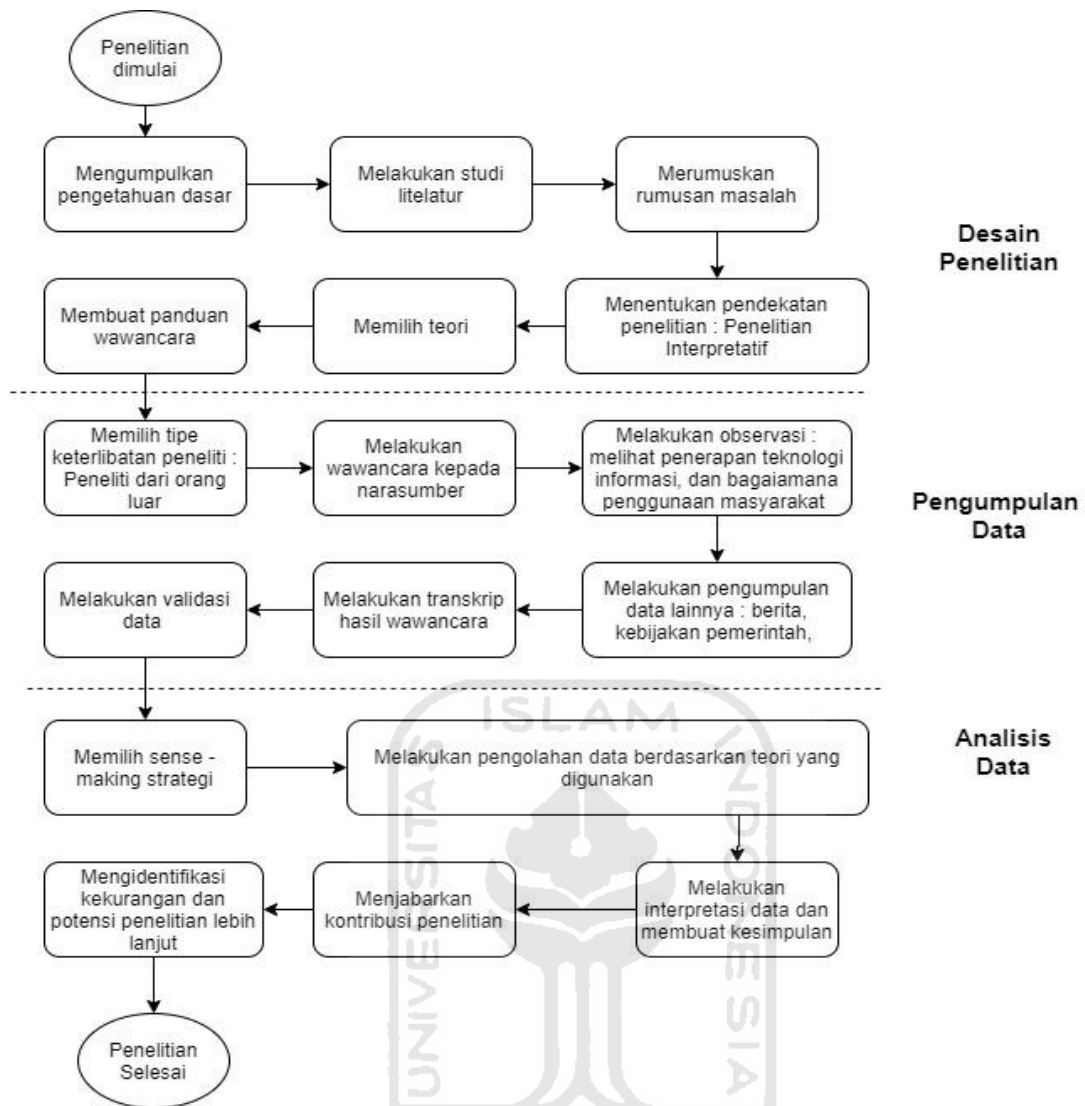 Penelitian
dimulai
Mengumpulkan
pengetahuan dasar
Melakukan studi
litelatur
Merumuskan
rumusan masalah
Desain
Penelitian
Membuat panduan
wawancara
Memilih teori
Menentukan pendekatan
penelitian : Penelitian
Interpretatif
Memilih tipe
keterlibatan peneliti :
Peneliti dari orang
luar
Melakukan
wawancara kepada
narasumber
Melakukan observasi :
melihat penerapan teknologi
informasi, dan bagaiamana
penggunaan masyarakat
Pengumpulan
Data
Melakukan validasi
data
Melakukan transkrip
hasil wawancara
Melakukan pengumpulan
data lainnya : berita,
kebijakan pemerintah,
Memilih sense -
making strategi
Melakukan pengolahan data berdasarkan teori yang
digunakan
Analisis
Data
Mengidentifikasi
kekurangan dan
potensi penelitian lebih
lanjut
Menjabarkan
kontribusi penelitian
Melakukan
interpretasi data dan
membuat kesimpulan
Penelitian
Selesai
UNIVERSITAS
ISLAM
INDONESIA